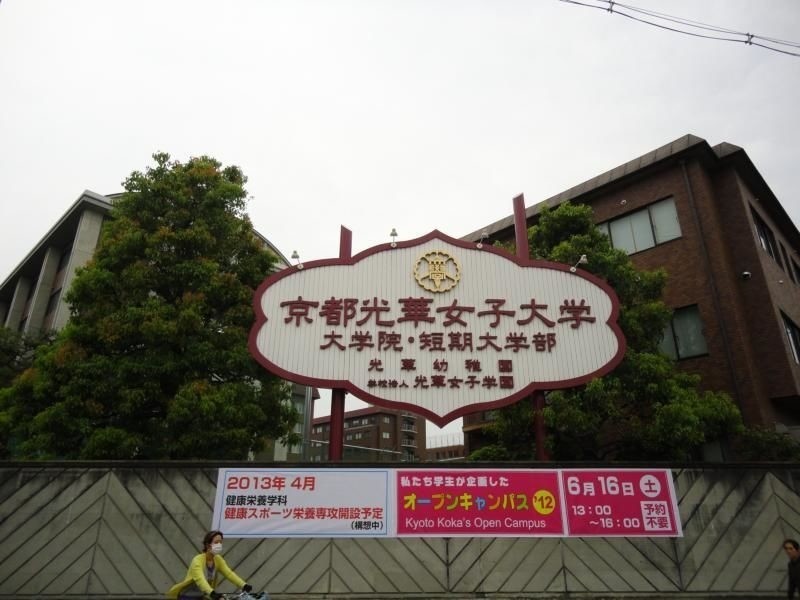 京都光華女子大学
大学院・短期大学部
光華幼稚園
学校法人 光華女子学園
2013年 4月
健康栄養学科
健康スポーツ栄養専攻開設予定
(構想中)
私たち学生が企画した
オープンキャンパス '12
Kyoto Koka's Open Campus
6月16日 土
13:00
～16:00
予約
不要